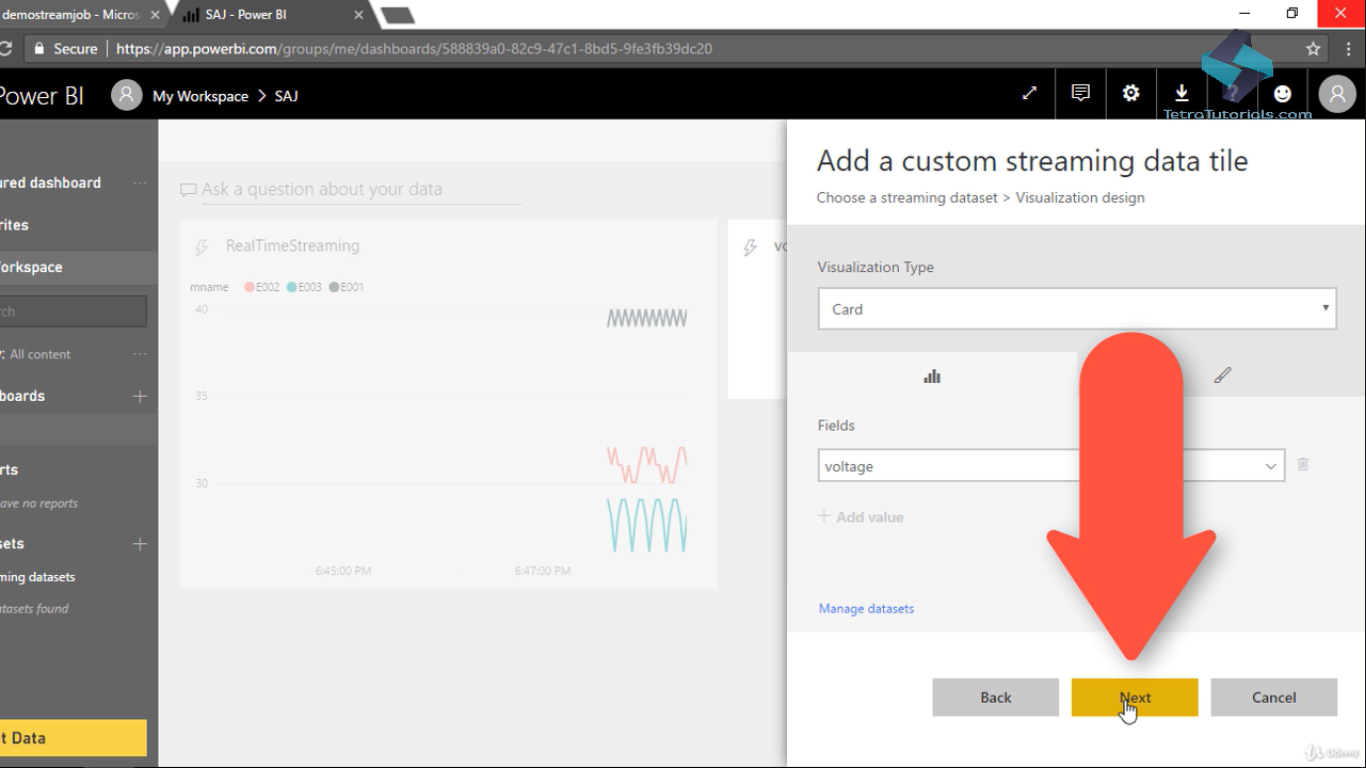 demostreamjob - Micros
SAJ - Power BI
Secure
https://app.powerbi.com/groups/me/dashboards/588839a0-82c9-47c1-8bd5-9fe3fb39dc20
Power BI
My Workspace > SAJ
TetraTutorials.com
ured dashboard
rites
orkspace
rch
: All content
boards
rts
ave no reports
sets
ming datasets
atasets found
t Data
Ask a question about your data
RealTimeStreaming
mname E002 E003 E001
40
35
30
6:45:00 PM 6:47:00 PM
vo
Add a custom streaming data tile
Choose a streaming dataset > Visualization design
Visualization Type
Card
Fields
voltage
+ Add value
Manage datasets
Back Next Cancel
Udemy